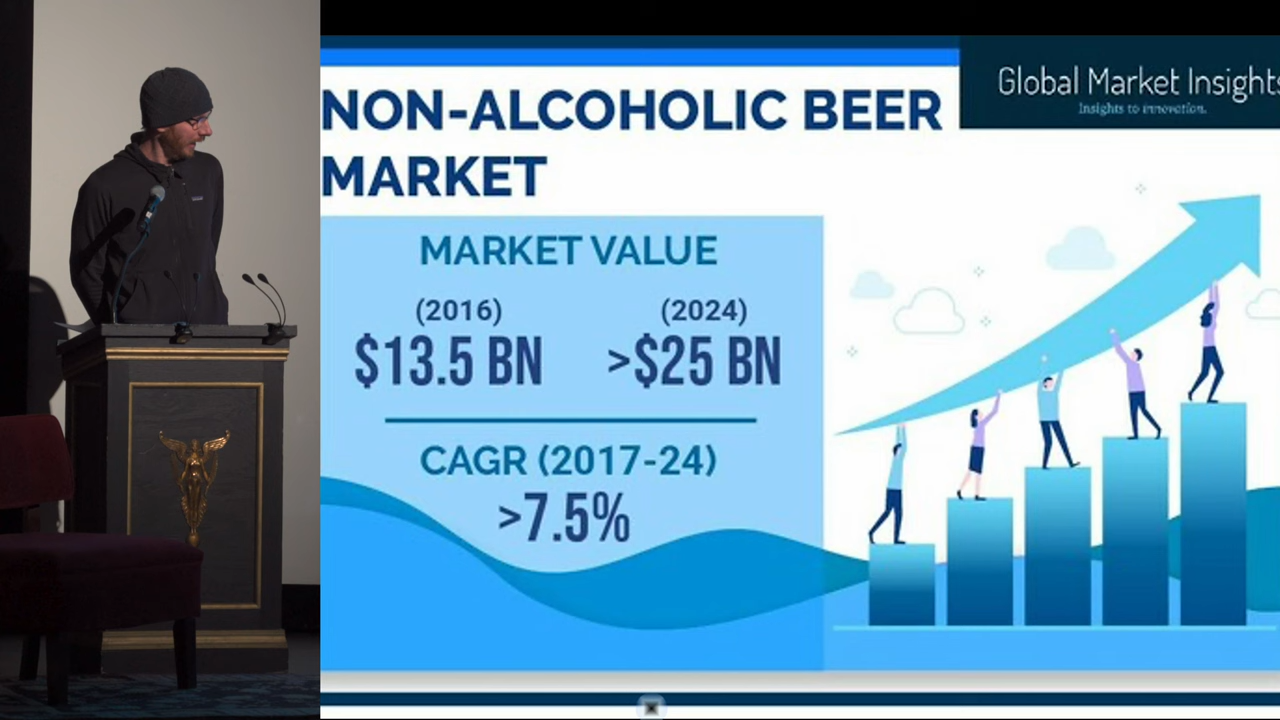 NON-ALCOHOLIC BEER
MARKET
Global Market Insights
Insights to innovation.
MARKET VALUE
(2016)
$13.5 BN
(2024)
>$25 BN
CAGR (2017-24)
>7.5%